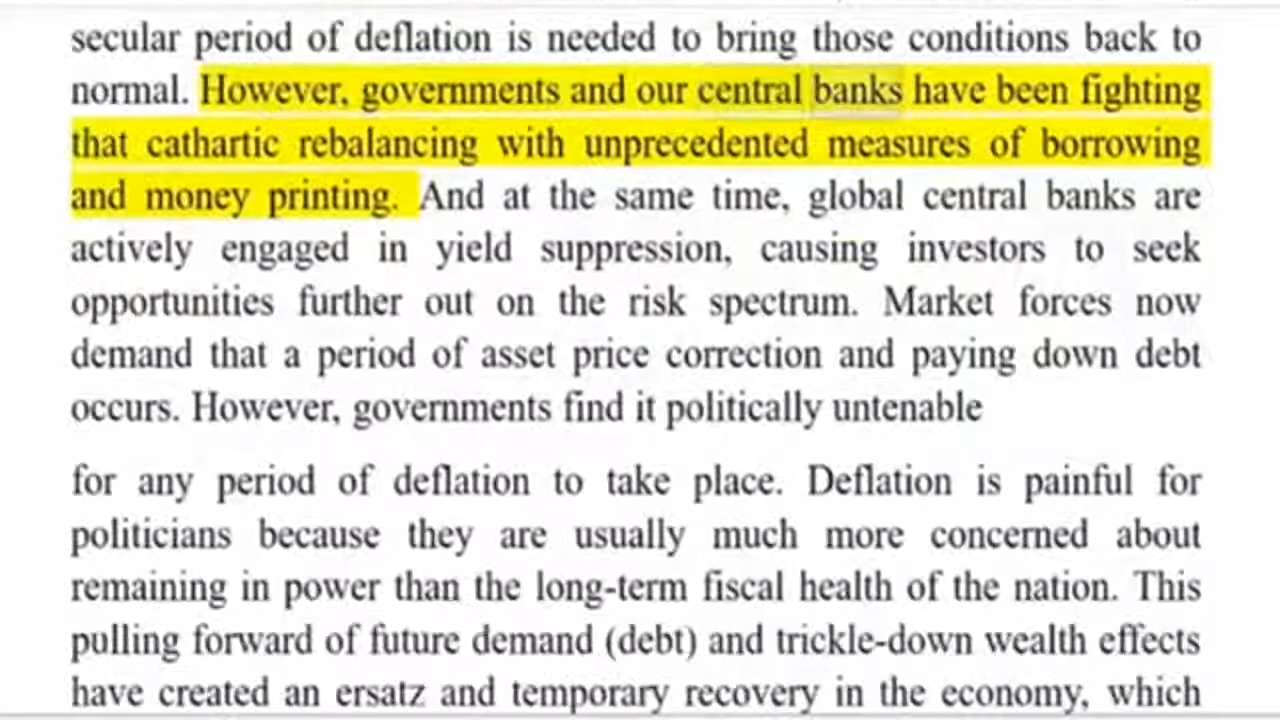 secular period of deflation is needed to bring those conditions back to
normal. However, governments and our central banks have been fighting
that cathartic rebalancing with unprecedented measures of borrowing
and money printing. And at the same time, global central banks are
actively engaged in yield suppression, causing investors to seek
opportunities further out on the risk spectrum. Market forces now
demand that a period of asset price correction and paying down debt
occurs. However, governments find it politically untenable
for any period of deflation to take place. Deflation is painful for
politicians because they are usually much more concerned about
remaining in power than the long-term fiscal health of the nation. This
pulling forward of future demand (debt) and trickle-down wealth effects
have created an ersatz and temporary recovery in the economy, which